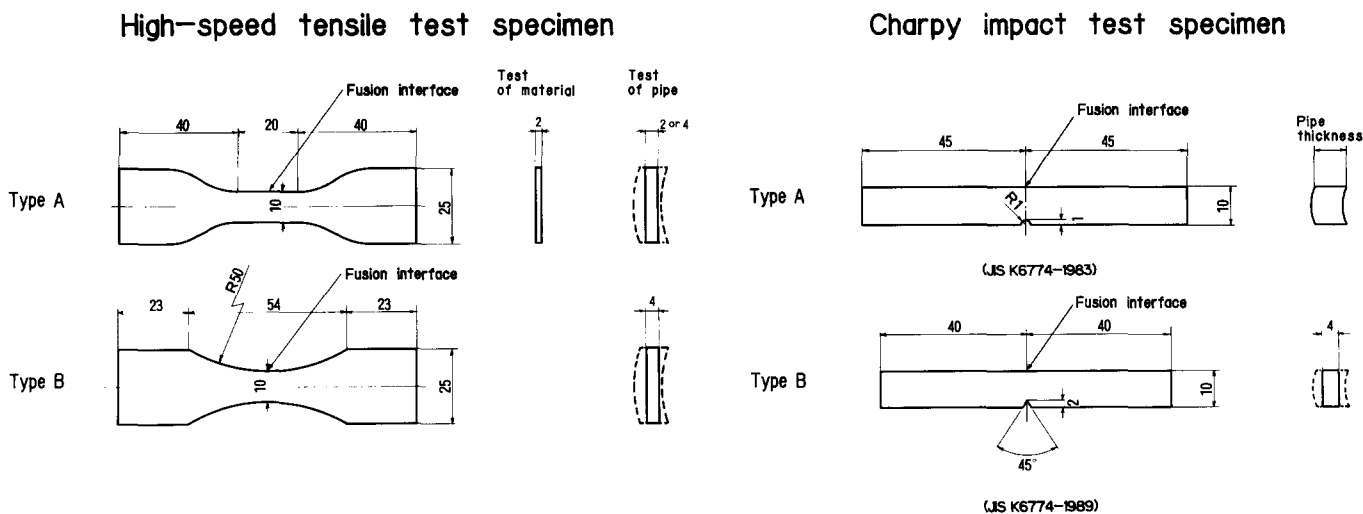 High-speed tensile test specimen
Charpy impact test specimen
Test
of material
Test
of pipe
Fusion interface
40
20
40
2
2 or 4
Type A
10
25
Fusion interface
45
45
Pipe
thickness
Type A
R1
1
10
(JIS K6774-1983)
R50
Fusion interface
23
54
23
4
Type B
10
25
Fusion interface
40
40
4
Type B
2
10
45°
(JIS K6774-1989)